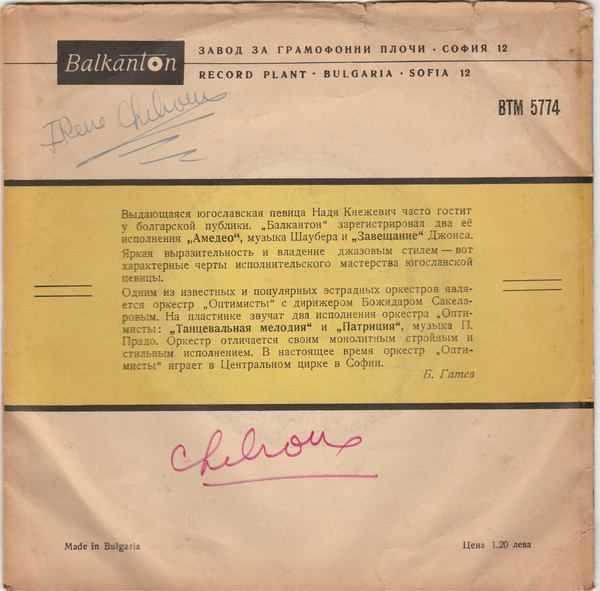 Balkanton
ЗАВОД ЗА ГРАМОФОННИ ПЛОЧИ · СОФИЯ 12
RECORD PLANT · BULGARIA · SOFIA 12
ВТМ 5774
Irene
Выдающаяся югославская певица Надя Кнежевич часто гостит
у болгарской публики. „Балкантон“ зарегистрировал два её
исполнения „Амедео“, музыка Шаубера и „Завещание“ Джонса.
Яркая выразительность и владение джазовым стилем — вот
характерные черты исполнительского мастерства югославской
певицы.
Одним из известных и популярных эстрадных оркестров явля-
ется оркестр „Оптимисты“ с дирижером Божидаром Сакела-
ровым. На пластинке звучат два исполнения оркестра „Опти-
мисты: „Танцевальная мелодия“ и „Патриция“, музыка П.
Прадо. Оркестр отличается своим монолитным стройным и
стильным исполнением. В настоящее время оркестр „Опти-
мисты“ играет в Центральном цирке в Софии.
Б. Гатев
Made in Bulgaria
Цена 1.20 лева